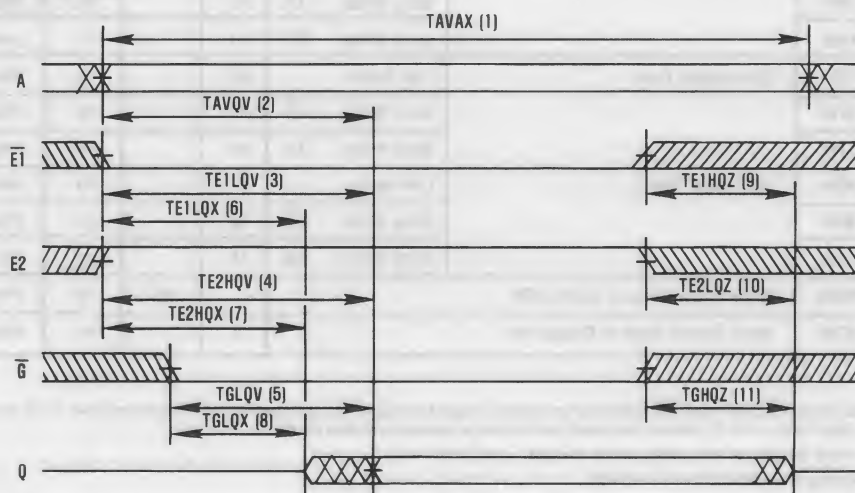 TAVAX (1)
A
TAVQV (2)
E1
TE1LQV (3)
TE1HQZ (9)
TE1LQX (6)
E2
TE2HQV (4)
TE2LQZ (10)
TE2HQX (7)
G
TGLQV (5)
TGHQZ (11)
TGLQX (8)
Q